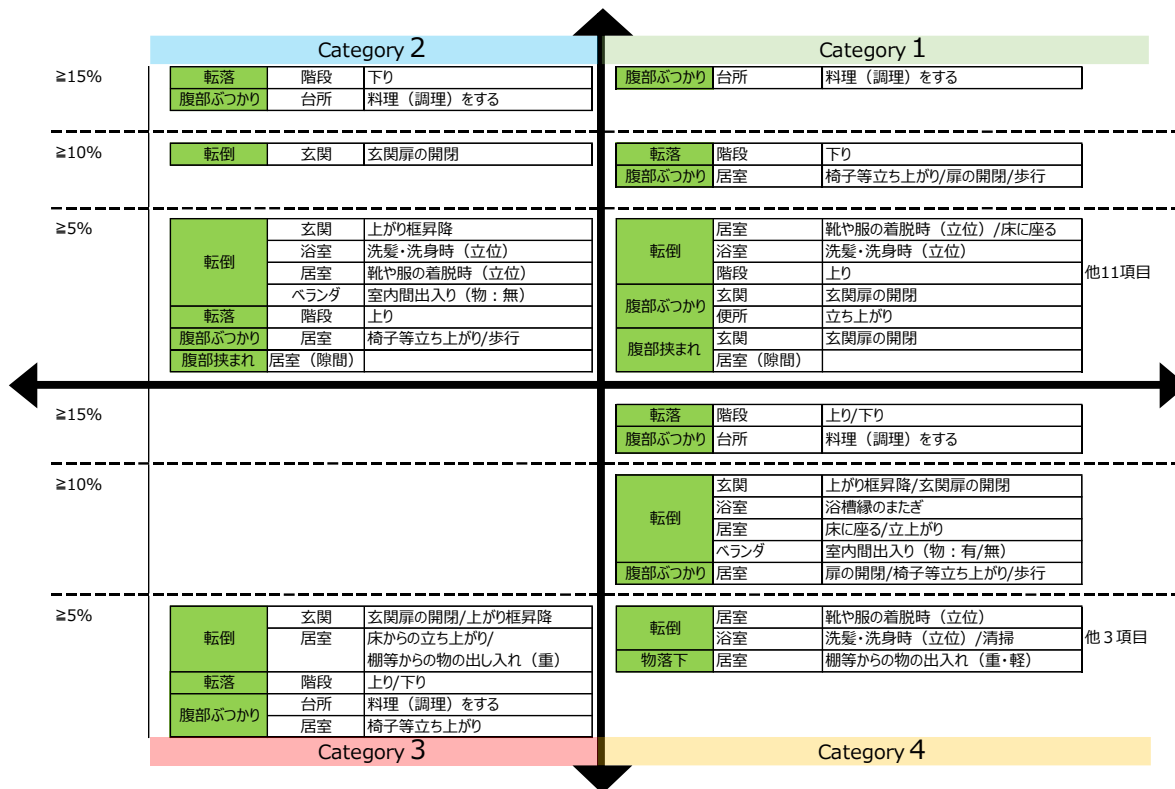 Category 2
Category 1
≧15%
転落 階段 下り
腹部ぶつかり 台所 料理（調理）をする
腹部ぶつかり 台所 料理（調理）をする
≧10%
転倒 玄関 玄関扉の開閉
転落 階段 下り
腹部ぶつかり 居室 椅子等立ち上がり/扉の開閉/歩行
≧5%
転倒 玄関 上がり框昇降
浴室 洗髪・洗身時（立位）
居室 靴や服の着脱時（立位）
ベランダ 室内間出入り（物：無）
転落 階段 上り
腹部ぶつかり 居室 椅子等立ち上がり/歩行
腹部挟まれ 居室（隙間）
転倒 居室 靴や服の着脱時（立位）/床に座る
浴室 洗髪・洗身時（立位）
階段 上り
腹部ぶつかり 玄関 玄関扉の開閉
便所 立ち上がり
腹部挟まれ 玄関 玄関扉の開閉
居室（隙間）
他11項目
≧15%
転落 階段 上り/下り
腹部ぶつかり 台所 料理（調理）をする
≧10%
転倒 玄関 上がり框昇降/玄関扉の開閉
浴室 浴槽縁のまたぎ
居室 床に座る/立上がり
ベランダ 室内間出入り（物：有/無）
腹部ぶつかり 居室 扉の開閉/椅子等立ち上がり/歩行
≧5%
転倒 玄関 玄関扉の開閉/上がり框昇降
居室 床からの立ち上がり/
棚等からの物の出し入れ（重）
転落 階段 上り/下り
腹部ぶつかり 台所 料理（調理）をする
居室 椅子等立ち上がり
転倒 居室 靴や服の着脱時（立位）
浴室 洗髪・洗身時（立位）/清掃
物落下 居室 棚等からの物の出入れ（重・軽）
他３項目
Category 3
Category 4